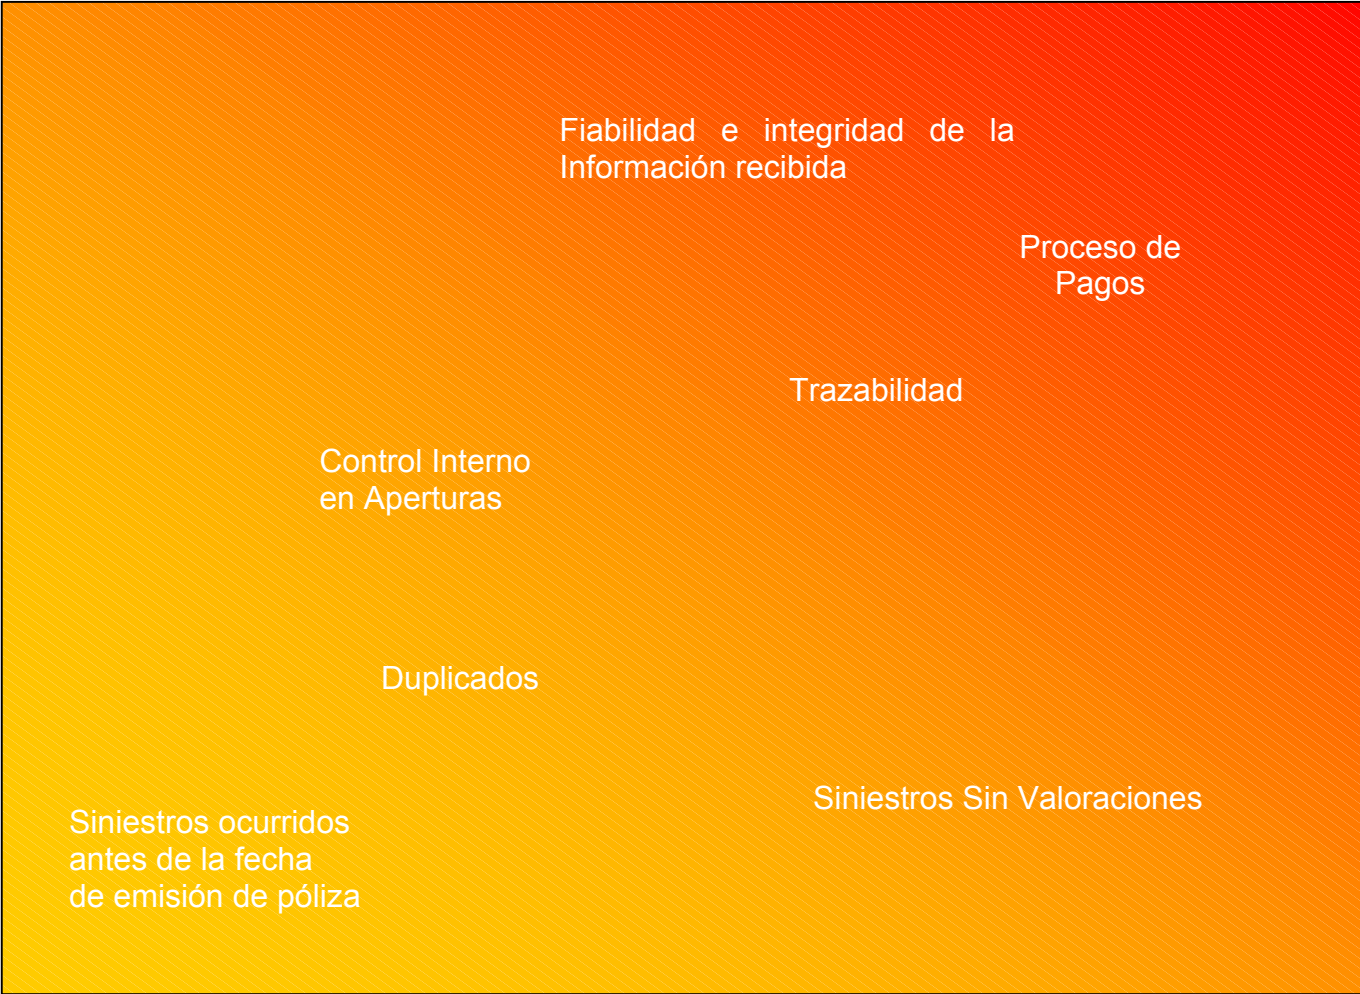 Fiabilidad e integridad de la
Información recibida
Proceso de
Pagos
Trazabilidad
Control Interno
en Aperturas
Duplicados
Siniestros Sin Valoraciones
Siniestros ocurridos
antes de la fecha
de emisión de póliza